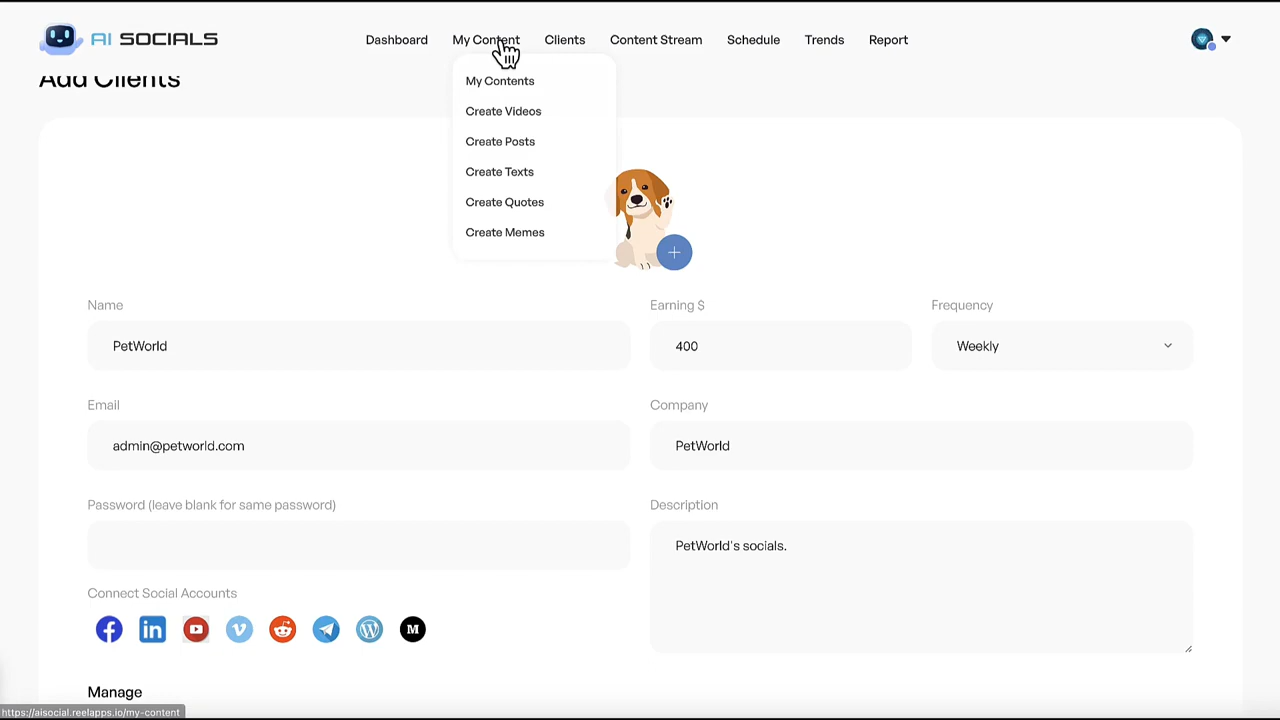 AI SOCIALS
Dashboard
My Content
Clients
Content Stream
Schedule
Trends
Report
Add Clients
My Contents
Create Videos
Create Posts
Create Texts
Create Quotes
Create Memes
Name
Earning $
Frequency
PetWorld
400
Weekly
Email
Company
admin@petworld.com
PetWorld
Password (leave blank for same password)
Description
PetWorld's socials.
Connect Social Accounts
M
Manage
https://aisocial.reelapps.io/my-content